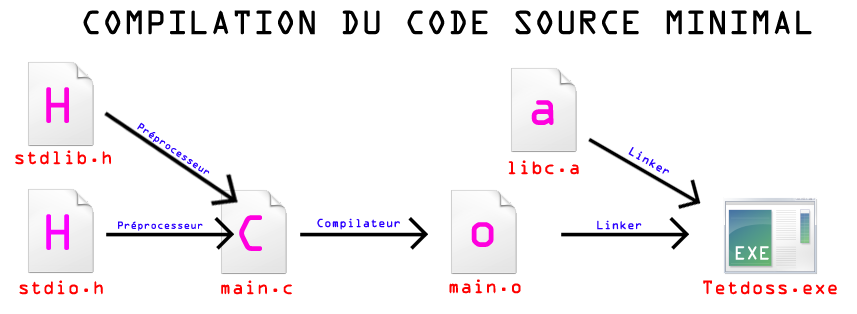 COMPILATION DU CODE SOURCE MINIMAL
H
stdlib.h
Préprocesseur
a
libc.a
Linker
H
stdio.h
Préprocesseur
C
main.c
Compilateur
o
main.o
Linker
EXE
Tetdoss.exe